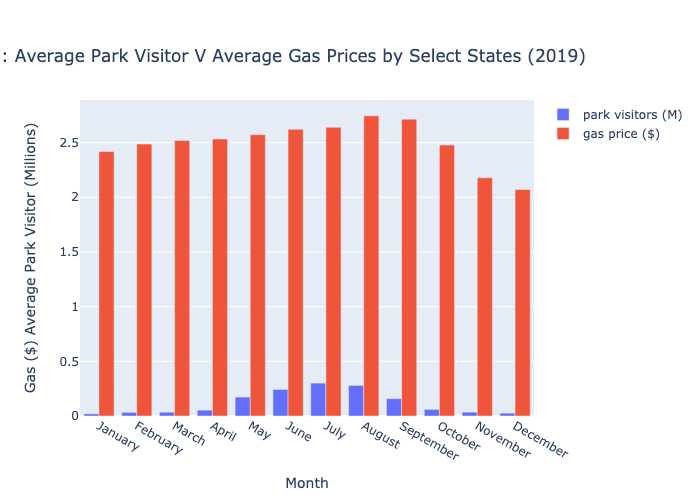 : Average Park Visitor V Average Gas Prices by Select States (2019)
park visitors (M)
gas price ($)
Gas ($) Average Park Visitor (Millions)
2.5
2
1.5
1
0.5
0
January
February
March
April
May
June
July
August
September
October
November
December
Month